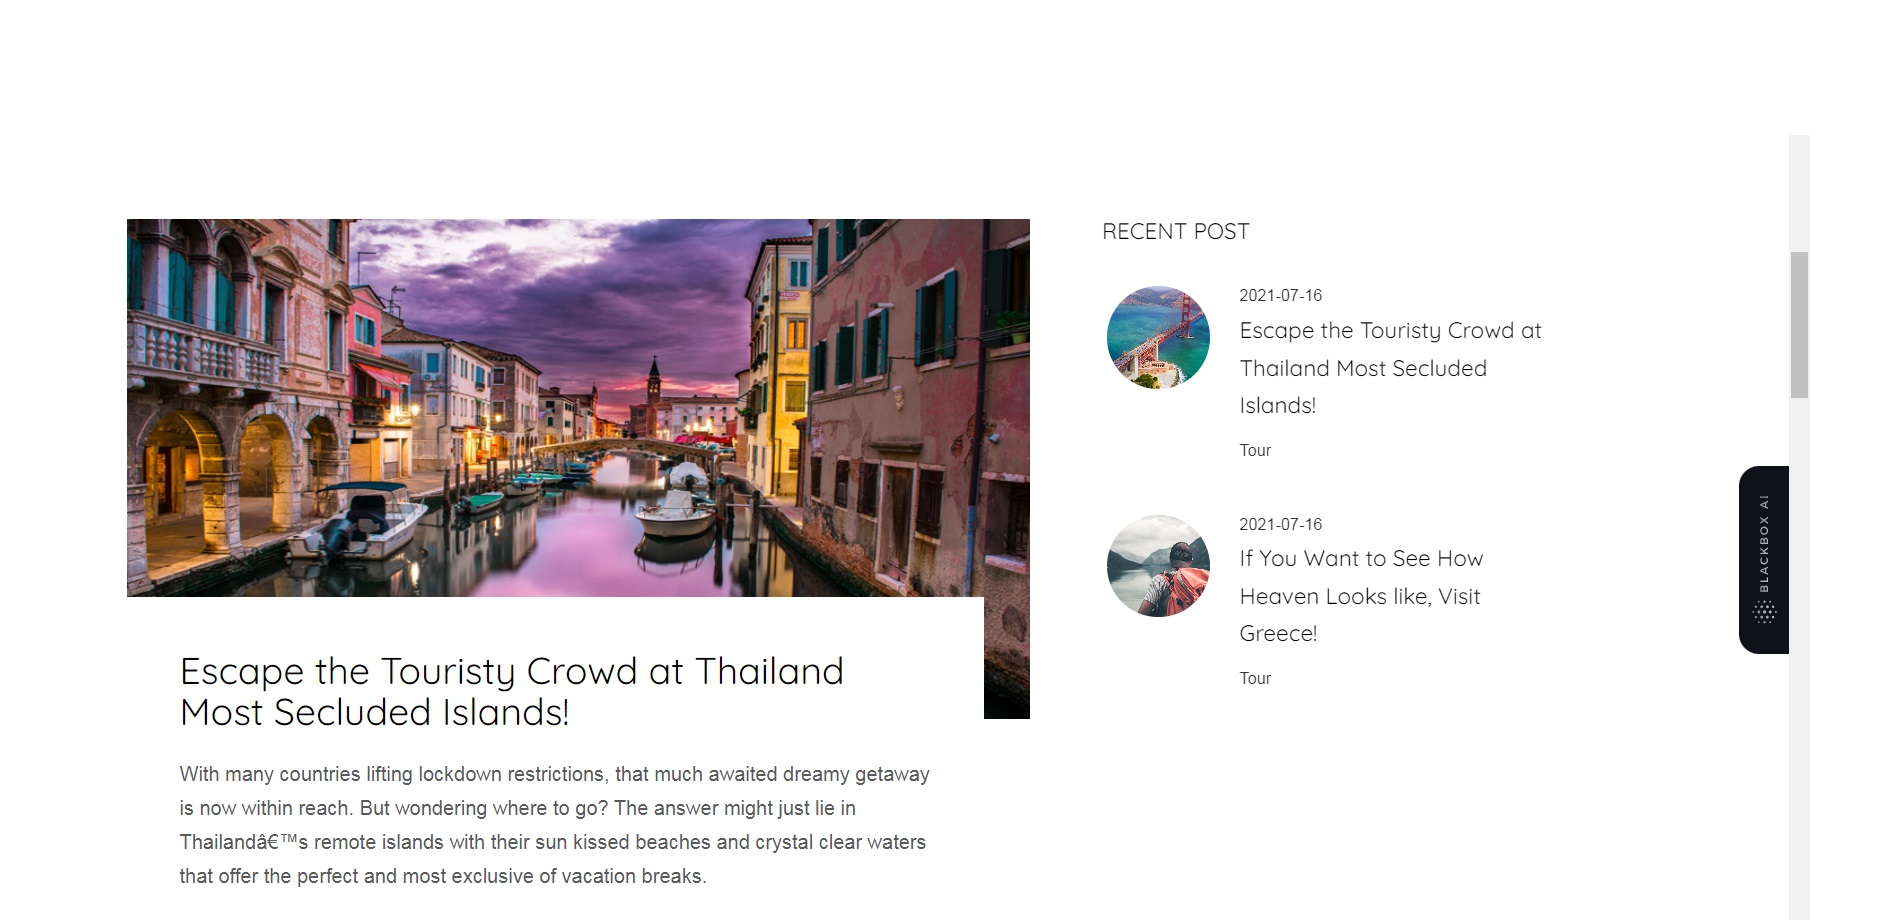 Escape the Touristy Crowd at Thailand
Most Secluded Islands!
With many countries lifting lockdown restrictions, that much awaited dreamy getaway
is now within reach. But wondering where to go? The answer might just lie in
Thailandâ€™s remote islands with their sun kissed beaches and crystal clear waters
that offer the perfect and most exclusive of vacation breaks.
RECENT POST
2021-07-16
Escape the Touristy Crowd at
Thailand Most Secluded
Islands!
Tour
2021-07-16
If You Want to See How
Heaven Looks like, Visit
Greece!
Tour
BLACKBOX AI